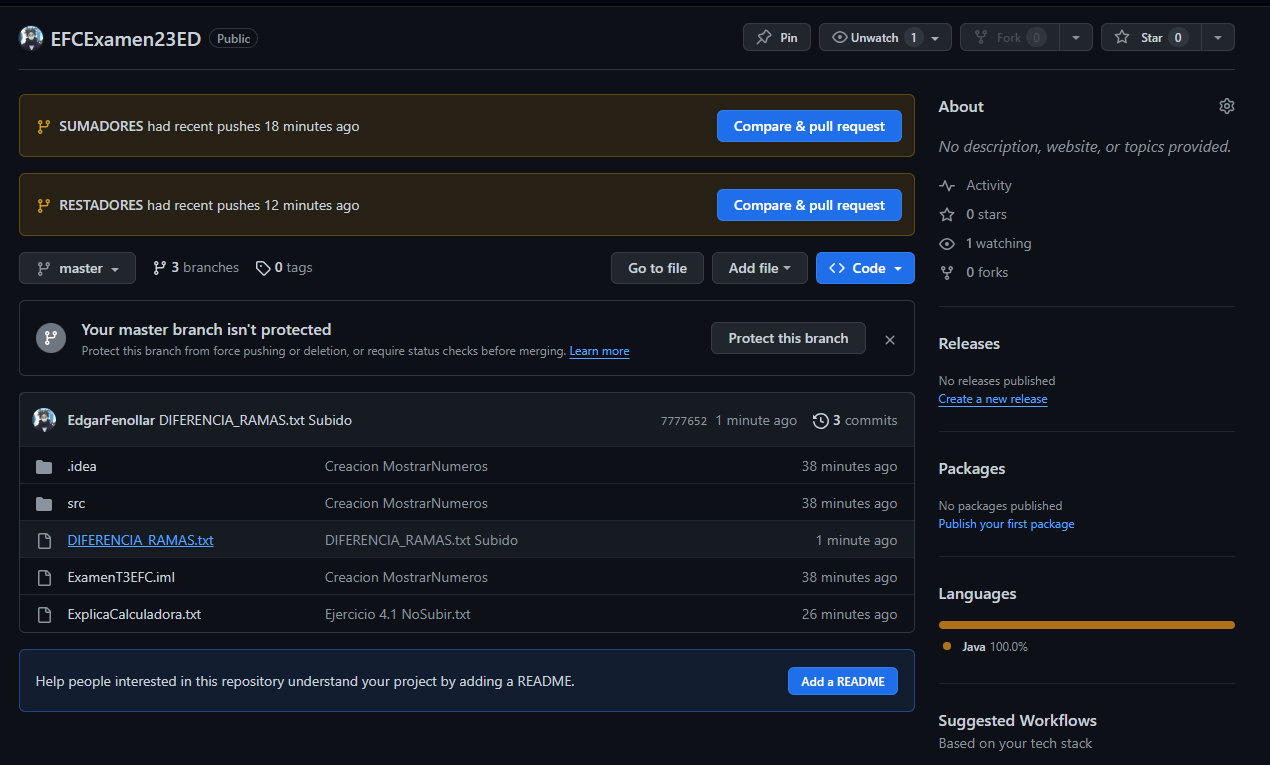 EFCExamen23ED Public Pin Unwatch 1 Fork 0 Star 0
SUMADORES had recent pushes 18 minutes ago Compare & pull request
RESTADORES had recent pushes 12 minutes ago Compare & pull request
master 3 branches 0 tags Go to file Add file Code
Your master branch isn't protected
Protect this branch from force pushing or deletion, or require status checks before merging. Learn more
Protect this branch
EdgarFenollar DIFERENCIA_RAMAS.txt Subido 7777652 1 minute ago 3 commits
.idea Creacion MostrarNumeros 38 minutes ago
src Creacion MostrarNumeros 38 minutes ago
DIFERENCIA_RAMAS.txt DIFERENCIA_RAMAS.txt Subido 1 minute ago
ExamenT3EFC.iml Creacion MostrarNumeros 38 minutes ago
ExplicaCalculadora.txt Ejercicio 4.1 NoSubir.txt 26 minutes ago
Help people interested in this repository understand your project by adding a README. Add a README
About
No description, website, or topics provided.
Activity
0 stars
1 watching
0 forks
Releases
No releases published
Create a new release
Packages
No packages published
Publish your first package
Languages
Java 100.0%
Suggested Workflows
Based on your tech stack